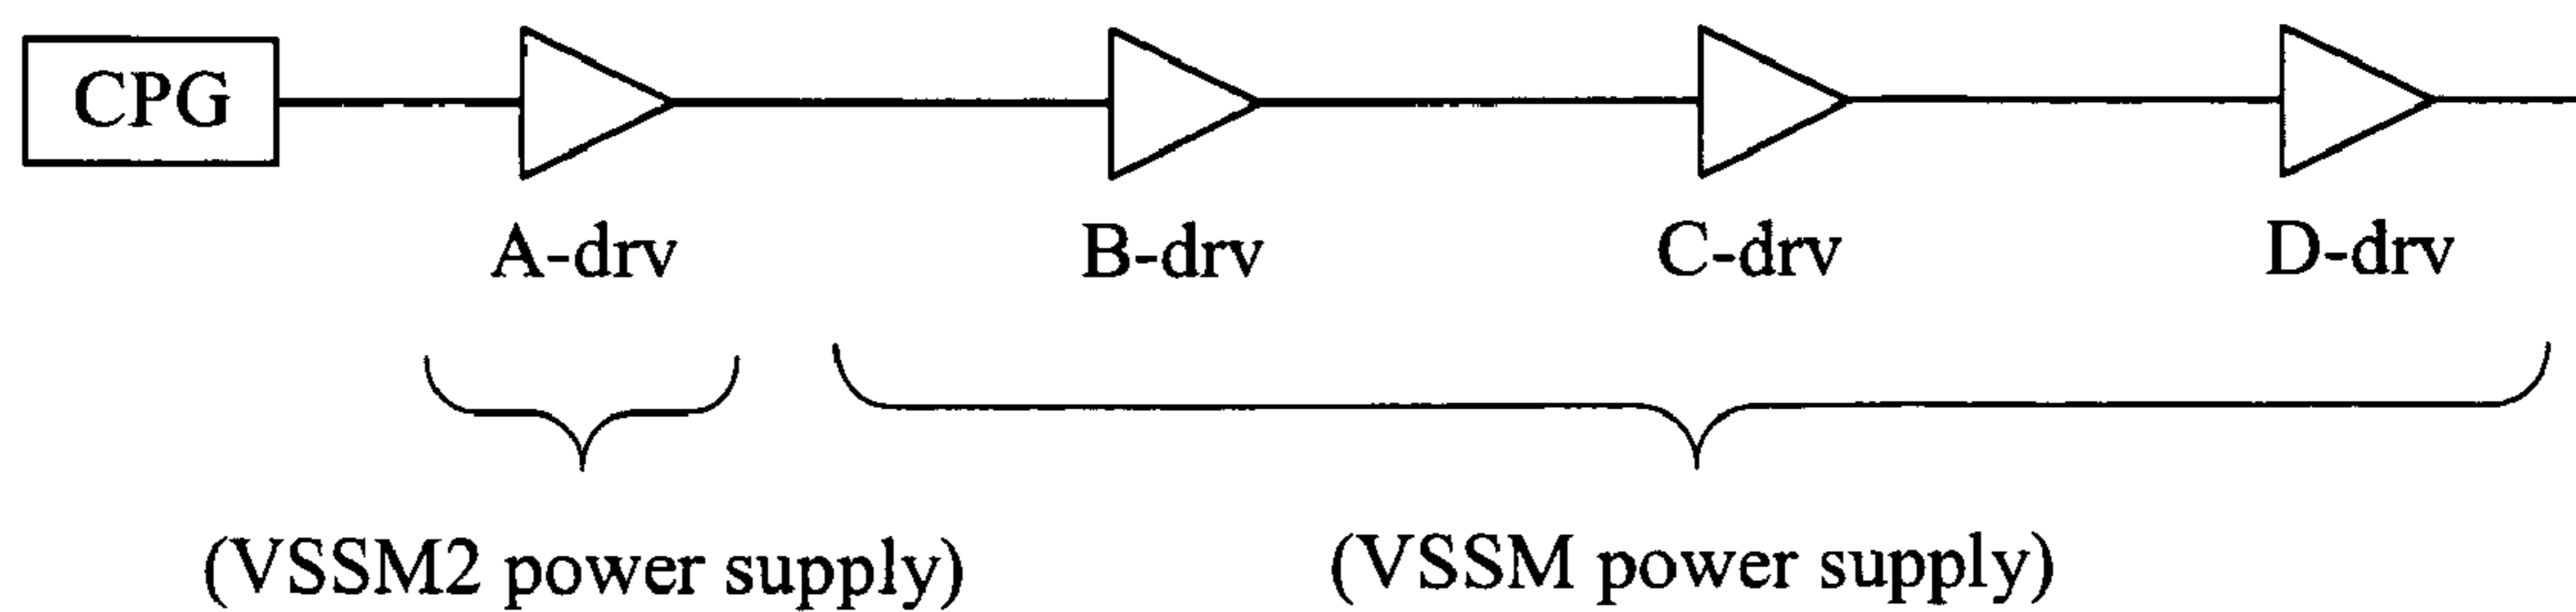 CPG
A-drv
B-drv
C-drv
D-drv
(VSSM2 power supply)
(VSSM power supply)